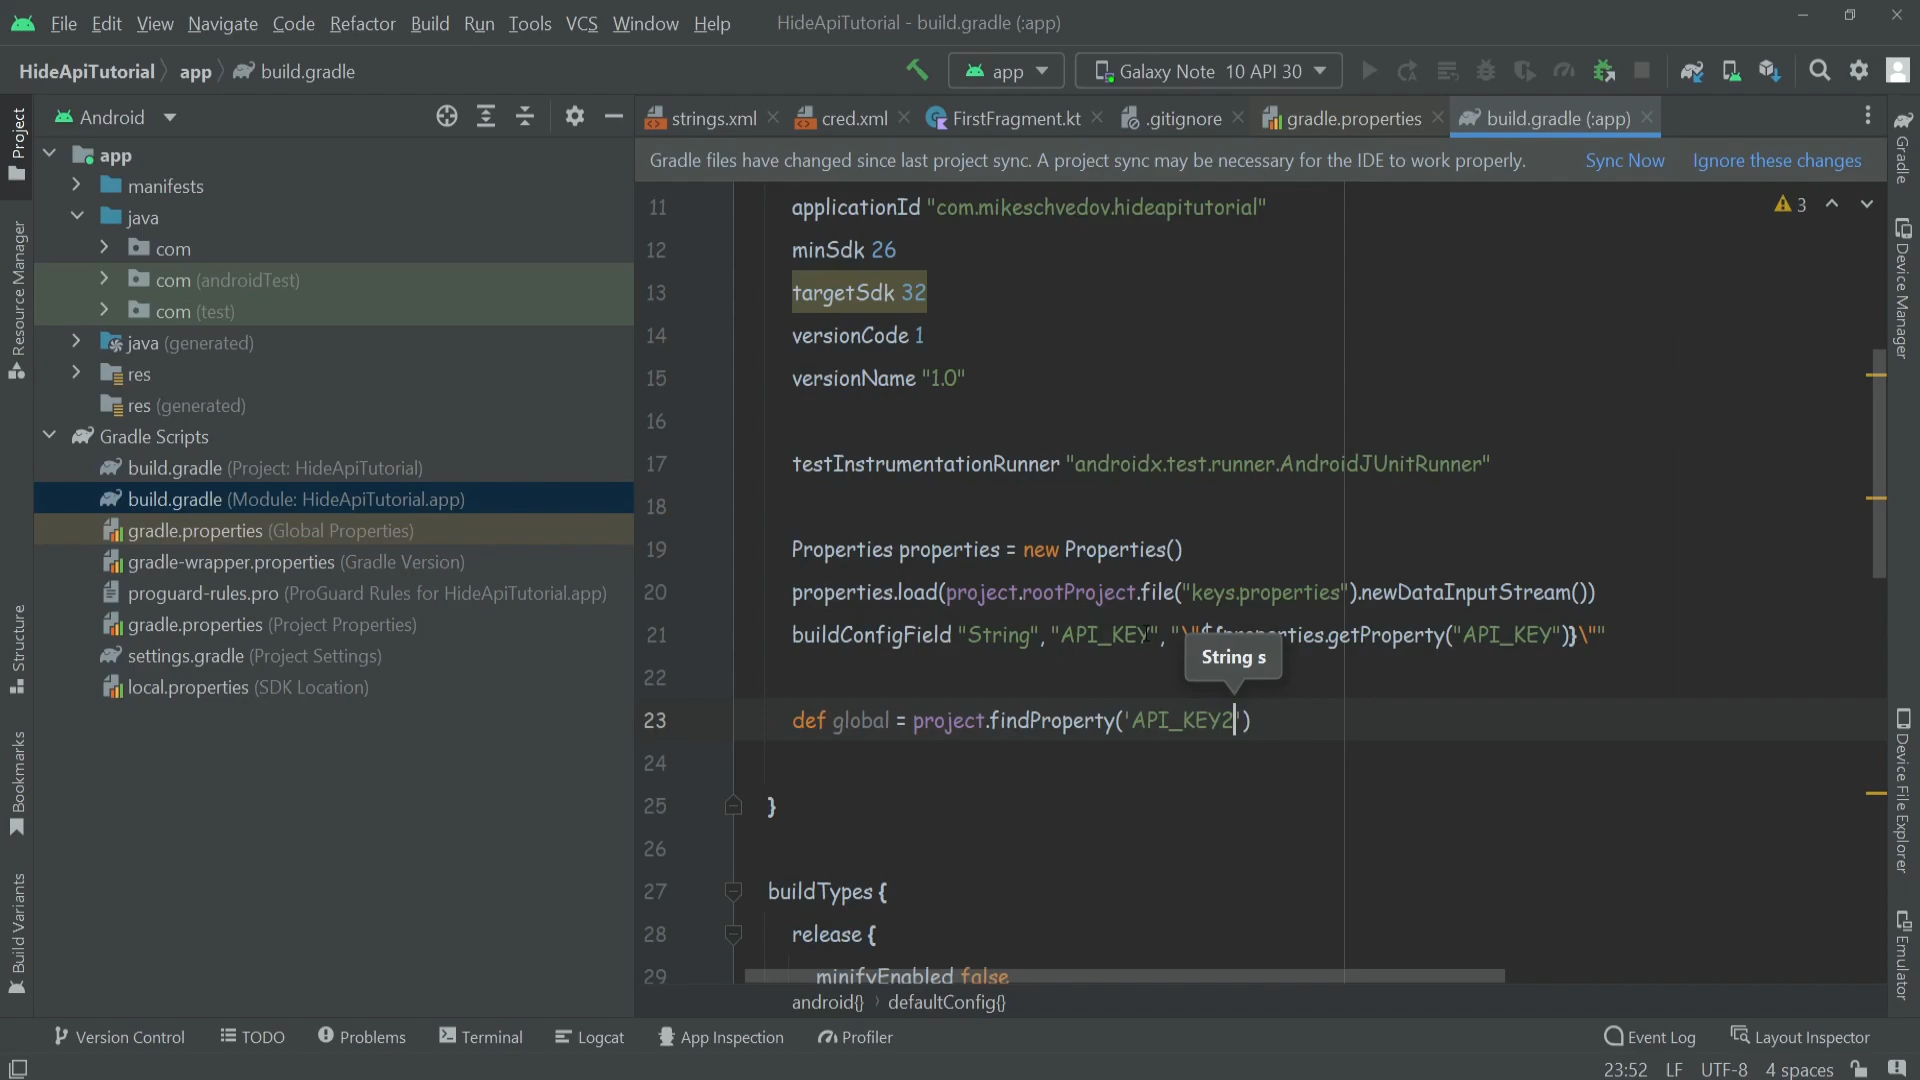 File Edit View Navigate Code Refactor Build Run Tools VCS Window Help HideApiTutorial - build.gradle (:app)
HideApiTutorial app build.gradle app Galaxy Note 10 API 30
Project
Resource Manager
Structure
Bookmarks
Build Variants
Android
app
manifests
java
com
com (androidTest)
com (test)
java (generated)
res
res (generated)
Gradle Scripts
build.gradle (Project: HideApiTutorial)
build.gradle (Module: HideApiTutorial.app)
gradle.properties (Global Properties)
gradle-wrapper.properties (Gradle Version)
proguard-rules.pro (ProGuard Rules for HideApiTutorial.app)
gradle.properties (Project Properties)
settings.gradle (Project Settings)
local.properties (SDK Location)
strings.xml cred.xml FirstFragment.kt .gitignore gradle.properties build.gradle (:app)
Gradle files have changed since last project sync. A project sync may be necessary for the IDE to work properly. Sync Now Ignore these changes
3
11 applicationId "com.mikeschvedov.hideapitutorial"
12 minSdk 26
13 targetSdk 32
14 versionCode 1
15 versionName "1.0"
16
17 testInstrumentationRunner "androidx.test.runner.AndroidJUnitRunner"
18
19 Properties properties = new Properties()
20 properties.load(project.rootProject.file("keys.properties").newDataInputStream())
21 buildConfigField "String", "API_KEY", "\"${properties.getProperty("API_KEY")}\""
String s
22
23 def global = project.findProperty('API_KEY2')
24
25 }
26
27 buildTypes {
28 release {
29 minifyEnabled false
android{} defaultConfig{}
Gradle
Device Manager
Device File Explorer
Emulator
Version Control TODO Problems Terminal Logcat App Inspection Profiler Event Log Layout Inspector
23:52 LF UTF-8 4 spaces